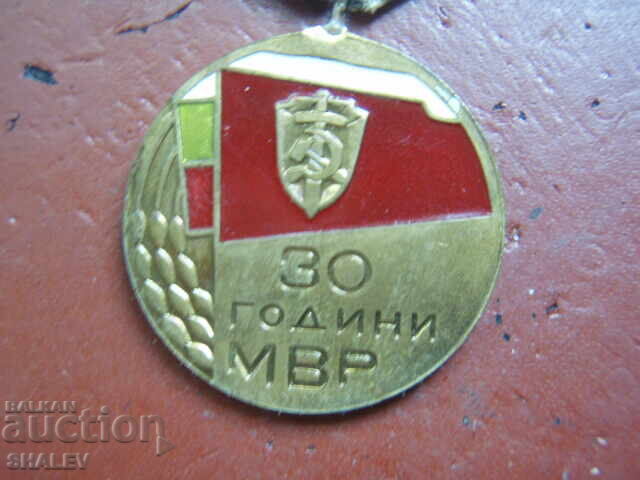 30
ГОДИНИ
МВР
BALKAN
auction
SHALEV